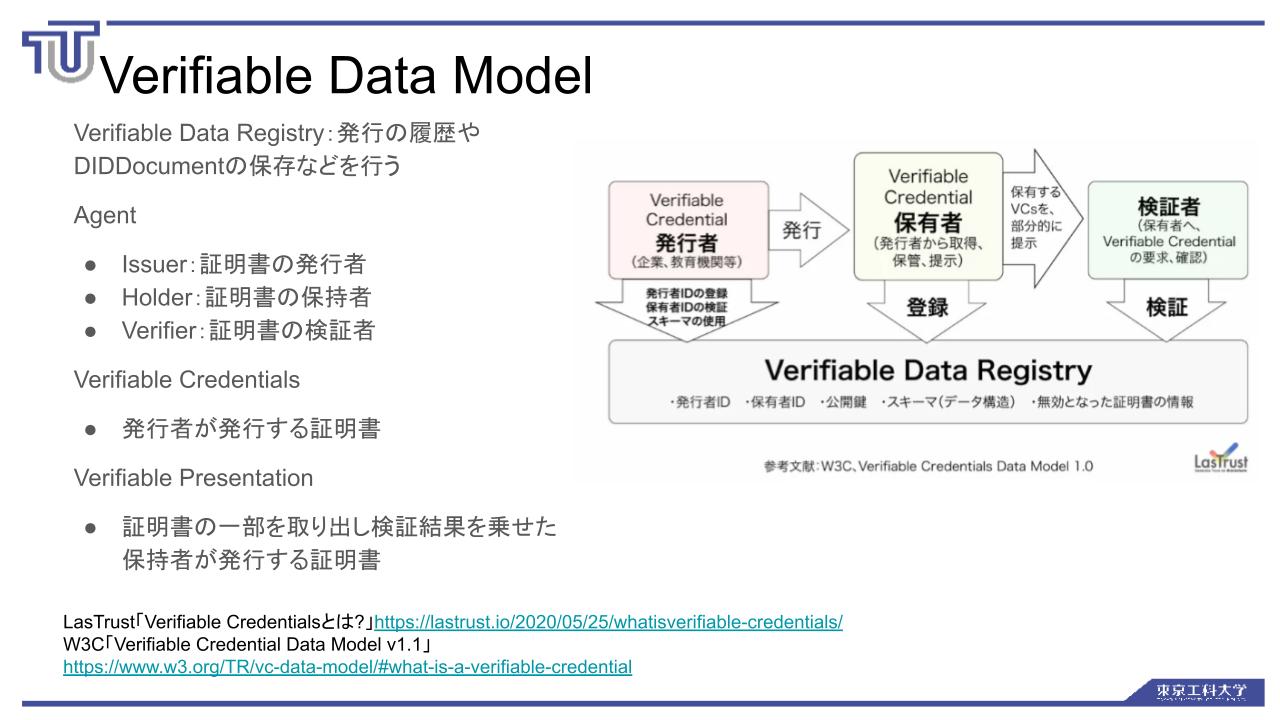 Verifiable Data Model
Verifiable Data Registry：発行の履歴や
DIDDocumentの保存などを行う
Agent
● Issuer：証明書の発行者
● Holder：証明書の保持者
● Verifier：証明書の検証者
Verifiable Credentials
● 発行者が発行する証明書
Verifiable Presentation
● 証明書の一部を取り出し検証結果を乗せた
保持者が発行する証明書
Verifiable
Credential
発行者
（企業、教育機関等）
発行
Verifiable
Credential
保有者
（発行者から取得、
保管、提示）
保有する
VCsを、
部分的に
提示
検証者
（保有者へ、
Verifiable Credential
の要求、確認）
発行者IDの登録
保有者IDの検証
スキーマの使用
登録
検証
Verifiable Data Registry
・発行者ID ・保有者ID ・公開鍵 ・スキーマ（データ構造） ・無効となった証明書の情報
参考文献：W3C、Verifiable Credentials Data Model 1.0
LasTrust
LasTrust「Verifiable Credentialsとは?」https://lastrust.io/2020/05/25/whatisverifiable-credentials/
W3C「Verifiable Credential Data Model v1.1」
https://www.w3.org/TR/vc-data-model/#what-is-a-verifiable-credential
東京工科大学